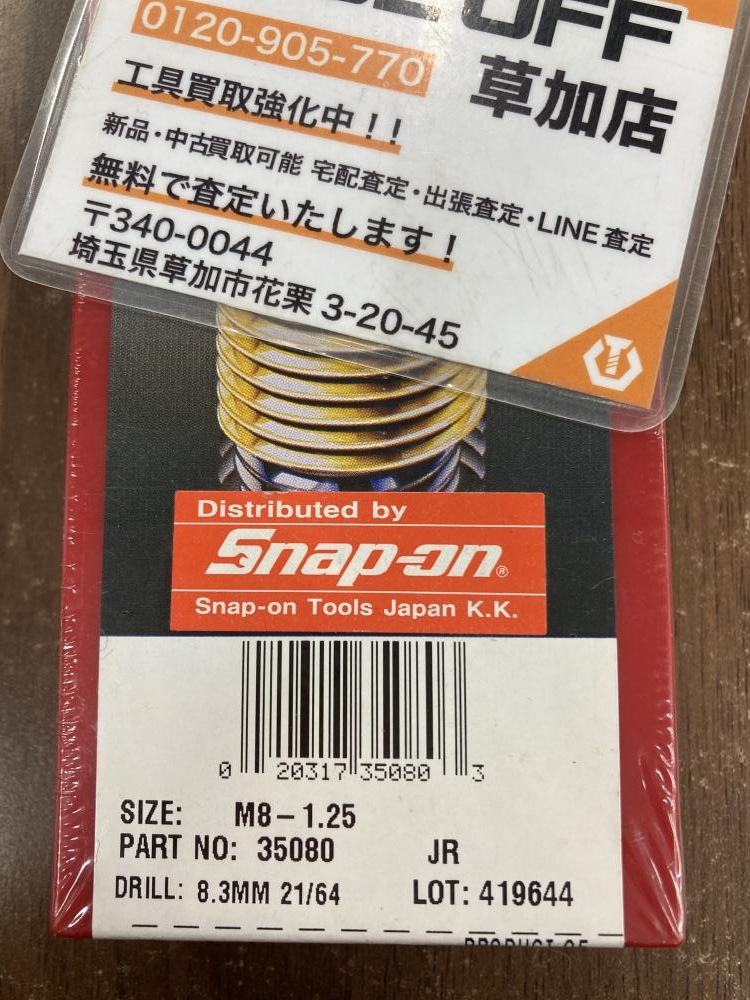 OFF
0120-905-770
草加店
工具買取強化中！！
新品・中古買取可能 宅配査定・出張査定・LINE査定
無料で査定いたします！
〒340-0044
埼玉県草加市花栗 3-20-45
Distributed by
Snap-on®
Snap-on Tools Japan K.K.
0 20317 35080 3
SIZE: M8-1.25
PART NO: 35080 JR
DRILL: 8.3MM 21/64 LOT: 419644